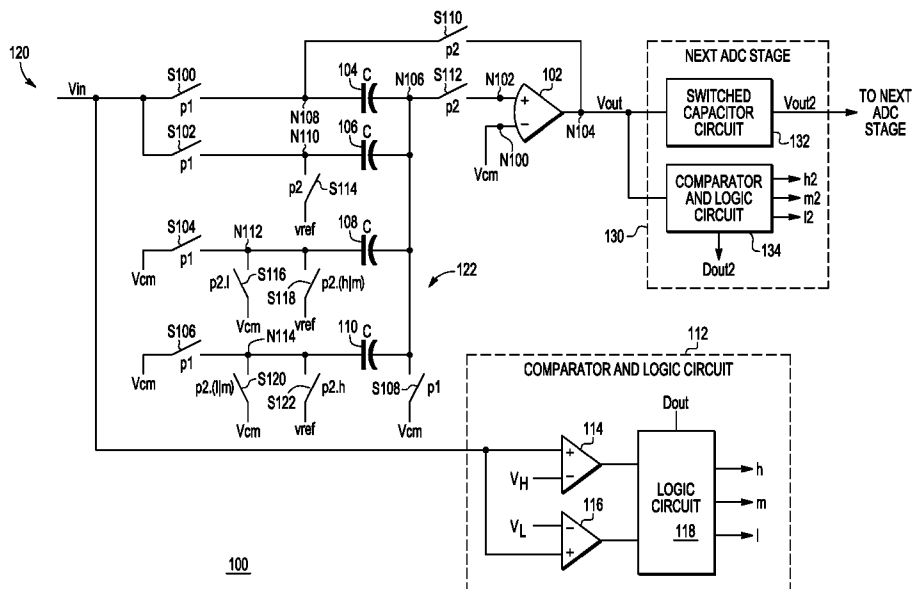 120
Vin
S100
p1
S102
p1
S110
p2
104
C
N108
106
C
N110
N106
S112
p2
N102
102
+
−
N100
Vcm
N104
Vout
p2
S114
vref
NEXT ADC STAGE
SWITCHED
CAPACITOR
CIRCUIT
132
Vout2
TO NEXT
ADC
STAGE
COMPARATOR
AND LOGIC
CIRCUIT
134
h2
m2
l2
130
Dout2
S104
p1
Vcm
N112
108
C
p2.l
S116
Vcm
S118
p2.(h|m)
vref
122
S106
p1
Vcm
N114
110
C
p2.(l|m)
S120
Vcm
S122
p2.h
vref
S108
p1
Vcm
112
COMPARATOR AND LOGIC CIRCUIT
Dout
114
+
−
VH
116
−
+
VL
LOGIC
CIRCUIT
118
h
m
l
100